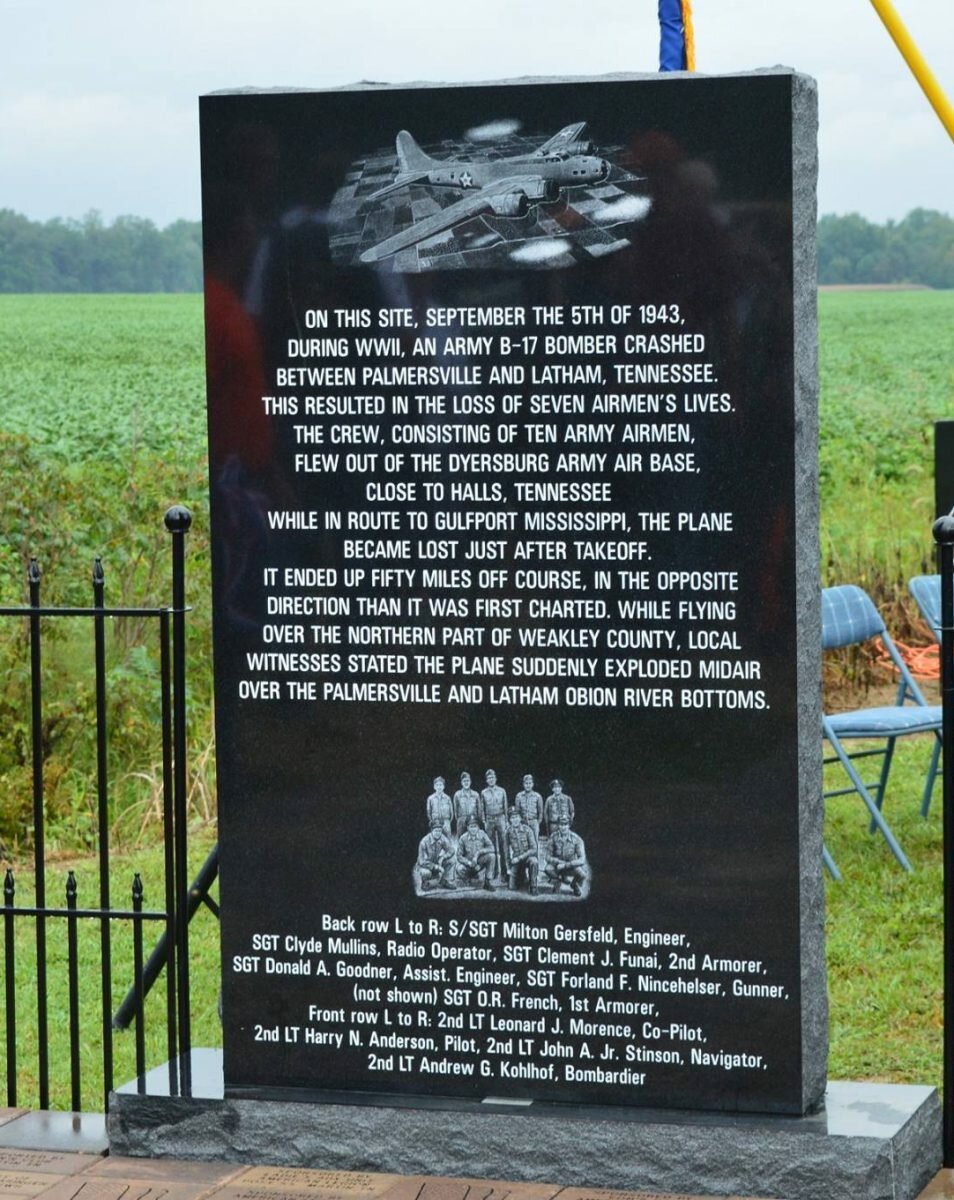 ON THIS SITE, SEPTEMBER THE 5TH OF 1943,
DURING WWII, AN ARMY B-17 BOMBER CRASHED
BETWEEN PALMERSVILLE AND LATHAM, TENNESSEE.
THIS RESULTED IN THE LOSS OF SEVEN AIRMEN'S LIVES.
THE CREW, CONSISTING OF TEN ARMY AIRMEN,
FLEW OUT OF THE DYERSBURG ARMY AIR BASE,
CLOSE TO HALLS, TENNESSEE
WHILE IN ROUTE TO GULFPORT MISSISSIPPI, THE PLANE
BECAME LOST JUST AFTER TAKEOFF.
IT ENDED UP FIFTY MILES OFF COURSE, IN THE OPPOSITE
DIRECTION THAN IT WAS FIRST CHARTED. WHILE FLYING
OVER THE NORTHERN PART OF WEAKLEY COUNTY, LOCAL
WITNESSES STATED THE PLANE SUDDENLY EXPLODED MIDAIR
OVER THE PALMERSVILLE AND LATHAM OBION RIVER BOTTOMS.
Back row L to R: S/SGT Milton Gersfeld, Engineer,
SGT Clyde Mullins, Radio Operator, SGT Clement J. Funai, 2nd Armorer,
SGT Donald A. Goodner, Assist. Engineer, SGT Forland F. Nincehelser, Gunner,
(not shown) SGT O.R. French, 1st Armorer,
Front row L to R: 2nd LT Leonard J. Morence, Co-Pilot,
2nd LT Harry N. Anderson, Pilot, 2nd LT John A. Jr. Stinson, Navigator,
2nd LT Andrew G. Kohlhof, Bombardier